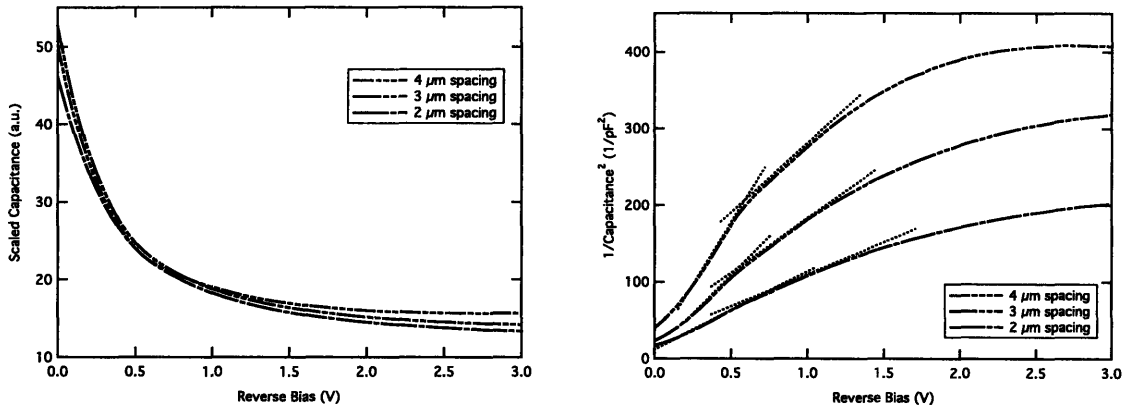 Scaled Capacitance (a.u.)
50
40
30
20
10
4 µm spacing
3 µm spacing
2 µm spacing
0.0 0.5 1.0 1.5 2.0 2.5 3.0
Reverse Bias (V)
1/Capacitance² (1/pF²)
400
300
200
100
0
4 µm spacing
3 µm spacing
2 µm spacing
0.0 0.5 1.0 1.5 2.0 2.5 3.0
Reverse Bias (V)